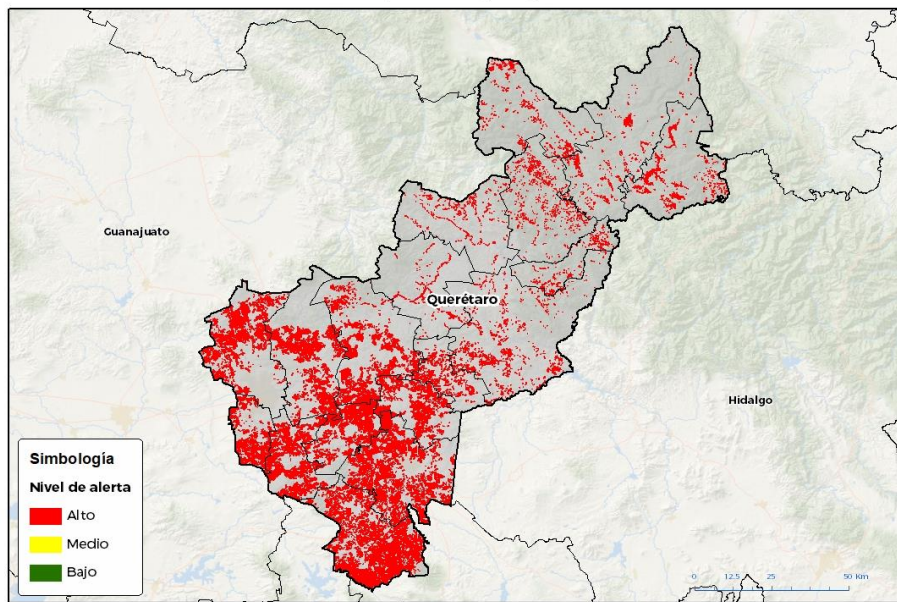 Guanajuato
Querétaro
Hidalgo
Simbología
Nivel de alerta
Alto
Medio
Bajo
0 12.5 25 50 Km